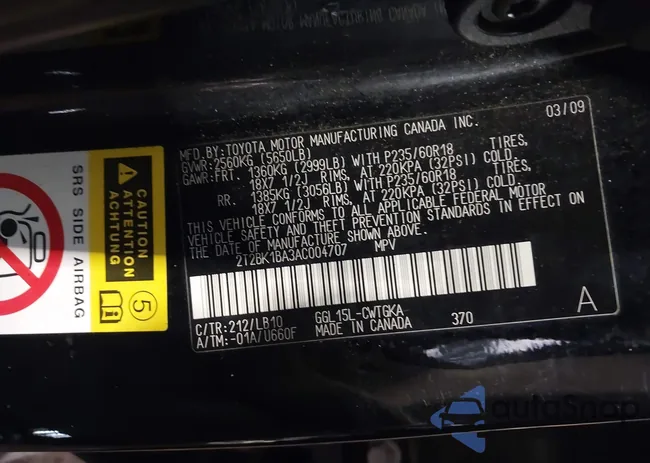 03/09
MFD.BY:TOYOTA MOTOR MANUFACTURING CANADA INC.
GVWR:2560KG (5650LB)
GAWR:FRT. 1360KG (2999LB) WITH P235/60R18 TIRES,
18X7 1/2J RIMS, AT 220KPA (32PSI) COLD
RR. 1385KG (3056LB) WITH P235/60R18 TIRES,
18X7 1/2J RIMS, AT 220KPA (32PSI) COLD.
THIS VEHICLE CONFORMS TO ALL APPLICABLE FEDERAL MOTOR
VEHICLE SAFETY AND THEFT PREVENTION STANDARDS IN EFFECT ON
THE DATE OF MANUFACTURE SHOWN ABOVE.
2T2BK1BA3AC004707 MPV
C/TR:212/LB10 GGL15L-CWTGKA A
A/TM:-01A/U660F MADE IN CANADA 370
CAUTION
ATTENTION
ACHTUNG
5
i
SRS SIDE AIRBAG
autoSnap